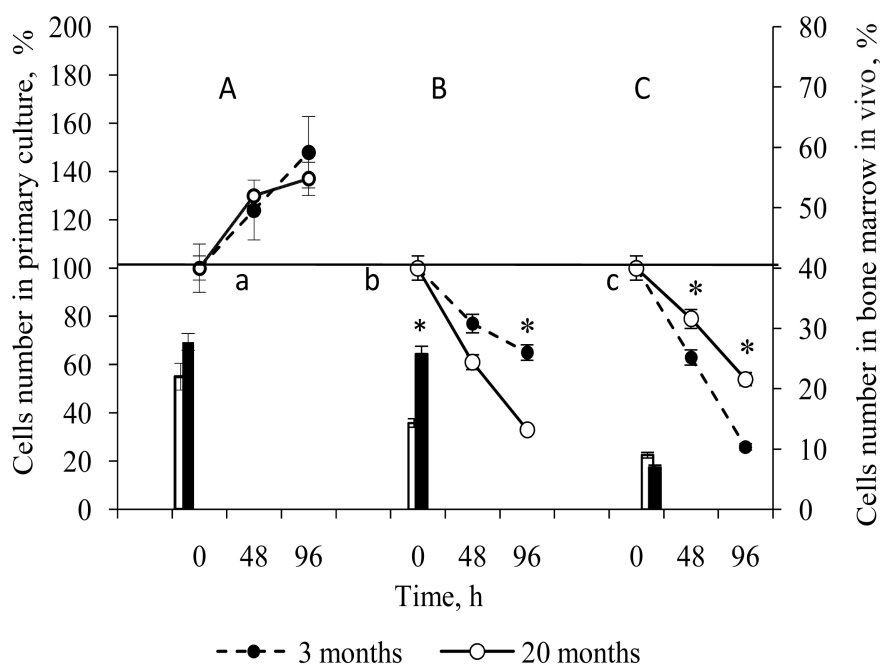 Cells number in primary culture, %
200
180
160
140
120
100
80
60
40
20
0
A
B
C
a
b
c
*
*
*
*
80
70
60
50
40
30
20
10
0
Cells number in bone marrow in vivo, %
0 48 96 0 48 96 0 48 96
Time, h
3 months 20 months